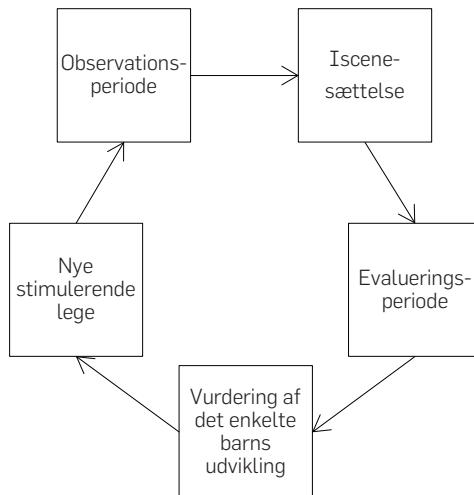 Observations-
periode
Iscene-
sættelse
Evaluerings-
periode
Vurdering af
det enkelte
barns
udvikling
Nye
stimulerende
lege